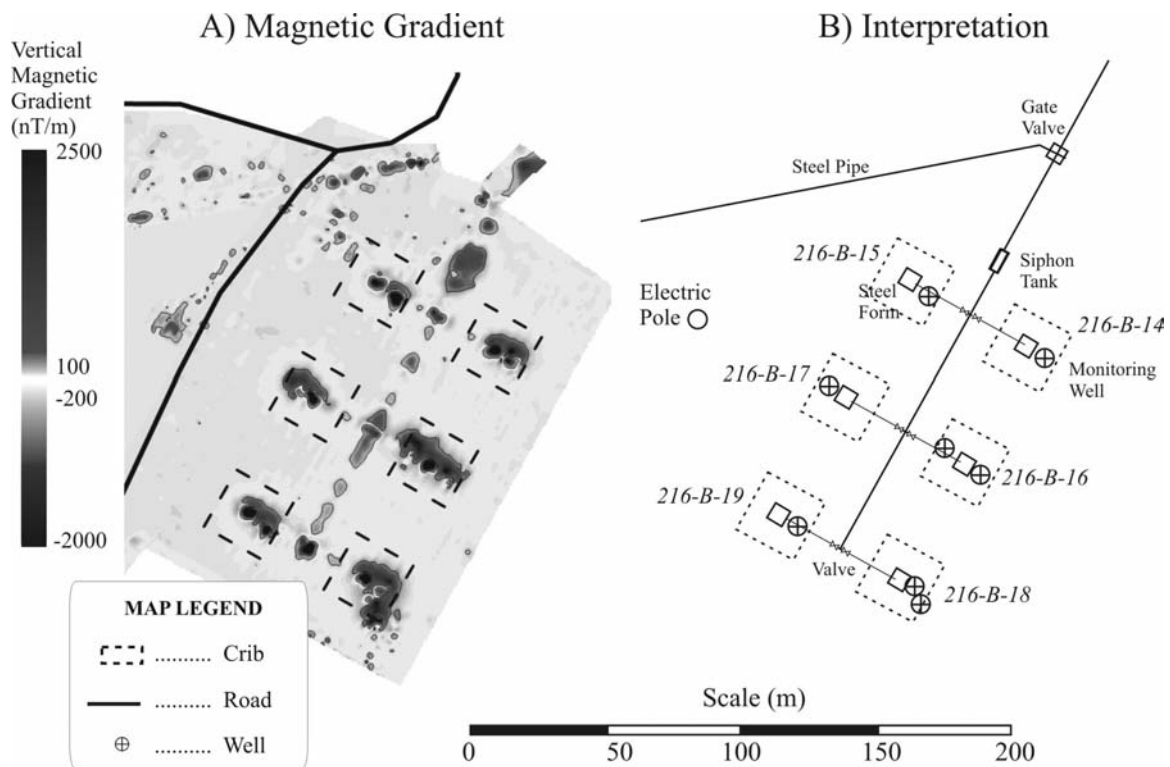 A) Magnetic Gradient
B) Interpretation
Vertical
Magnetic
Gradient
(nT/m)
2500
100
-200
-2000
MAP LEGEND
.......... Crib
.......... Road
.......... Well
Gate
Valve
Steel Pipe
216-B-15
Siphon
Tank
Electric
Pole
Steel
Form
216-B-14
Monitoring
Well
216-B-17
216-B-16
216-B-19
Valve
216-B-18
Scale (m)
0 50 100 150 200